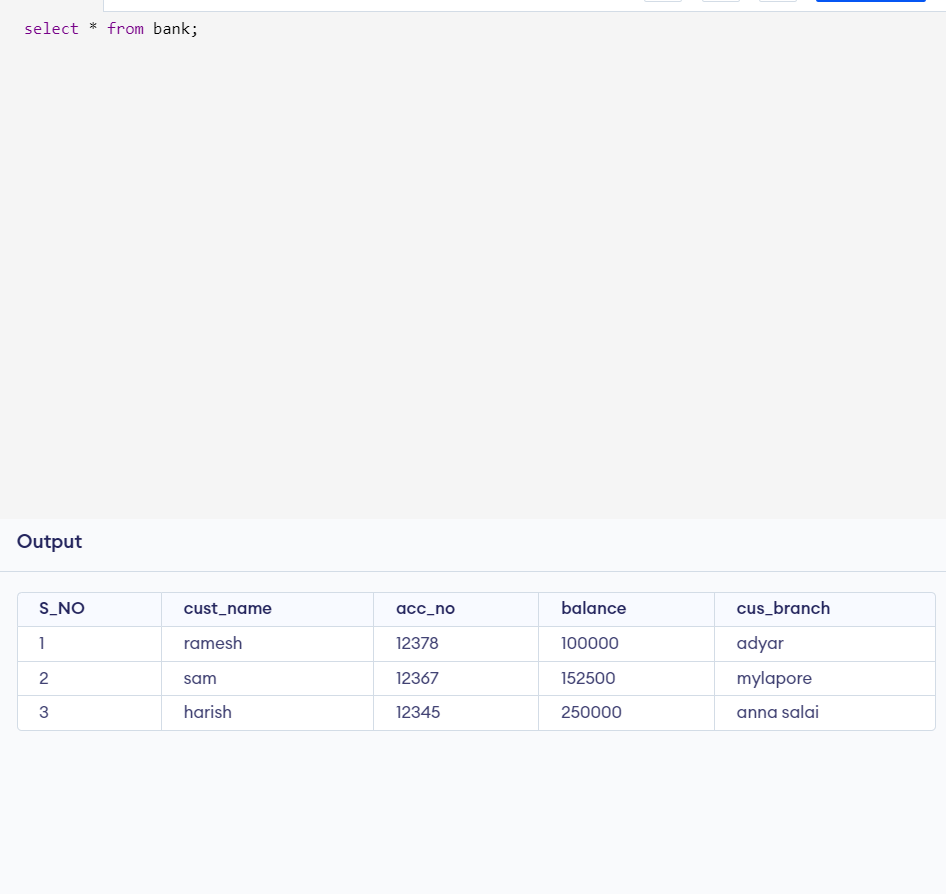 select * from bank;
Output
S_NO cust_name acc_no balance cus_branch
1 ramesh 12378 100000 adyar
2 sam 12367 152500 mylapore
3 harish 12345 250000 anna salai